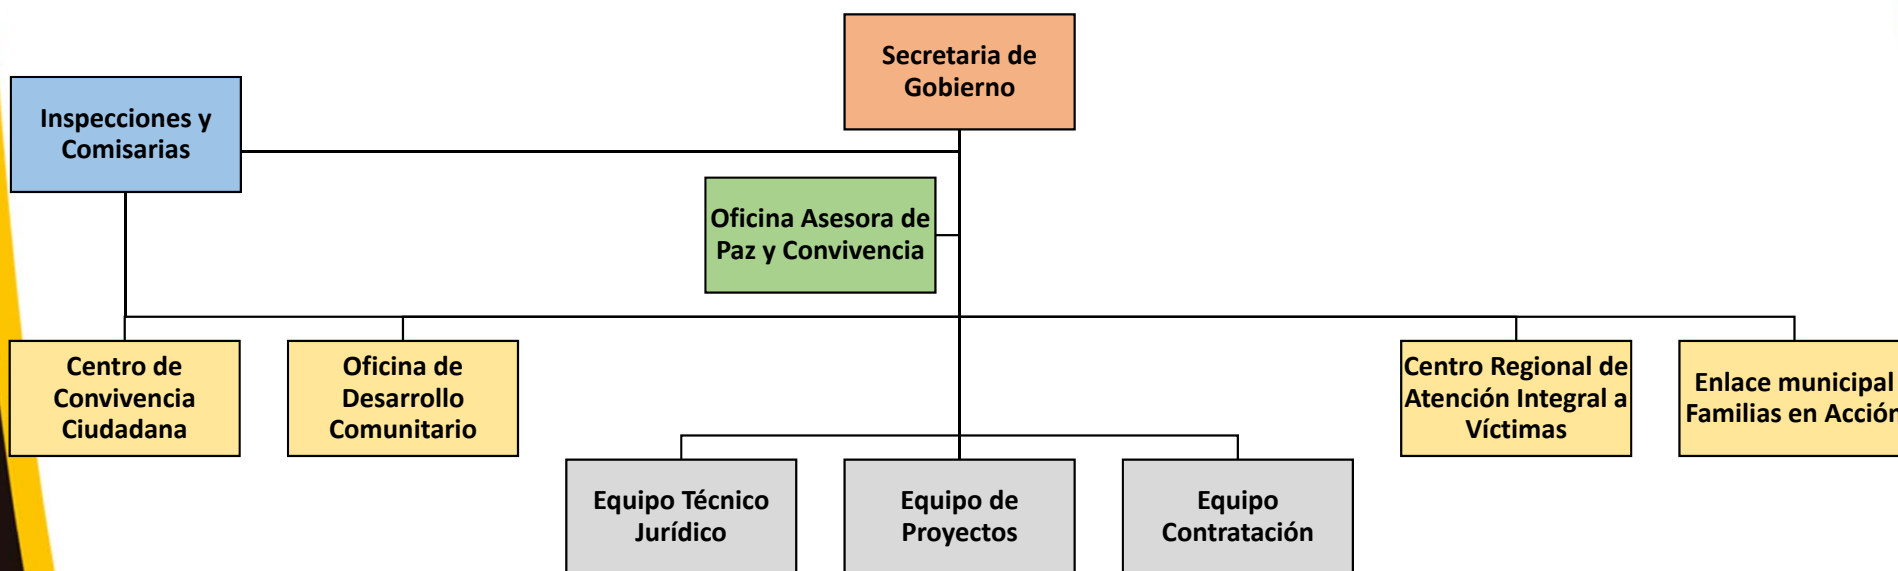 Secretaria de
Gobierno
Inspecciones y
Comisarias
Oficina Asesora de
Paz y Convivencia
Centro de
Convivencia
Ciudadana
Oficina de
Desarrollo
Comunitario
Centro Regional de
Atención Integral a
Víctimas
Enlace municipal
Familias en Acción
Equipo Técnico
Jurídico
Equipo de
Proyectos
Equipo
Contratación